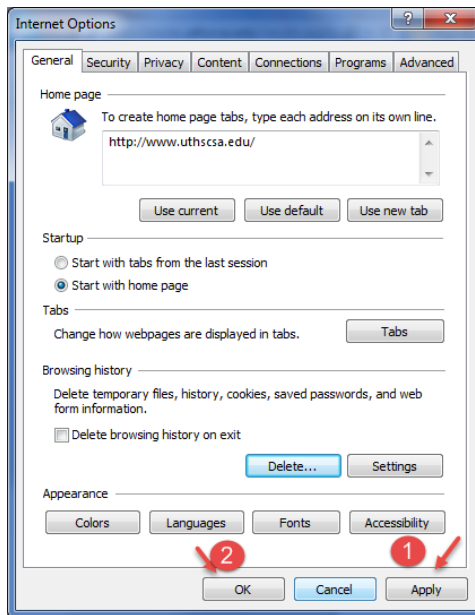 Internet Options
?
X
General Security Privacy Content Connections Programs Advanced
Home page
To create home page tabs, type each address on its own line.
http://www.uthscsa.edu/
Use current Use default Use new tab
Startup
Start with tabs from the last session
Start with home page
Tabs
Change how webpages are displayed in tabs. Tabs
Browsing history
Delete temporary files, history, cookies, saved passwords, and web
form information.
Delete browsing history on exit
Delete... Settings
Appearance
Colors Languages Fonts Accessibility
2 1
OK Cancel Apply